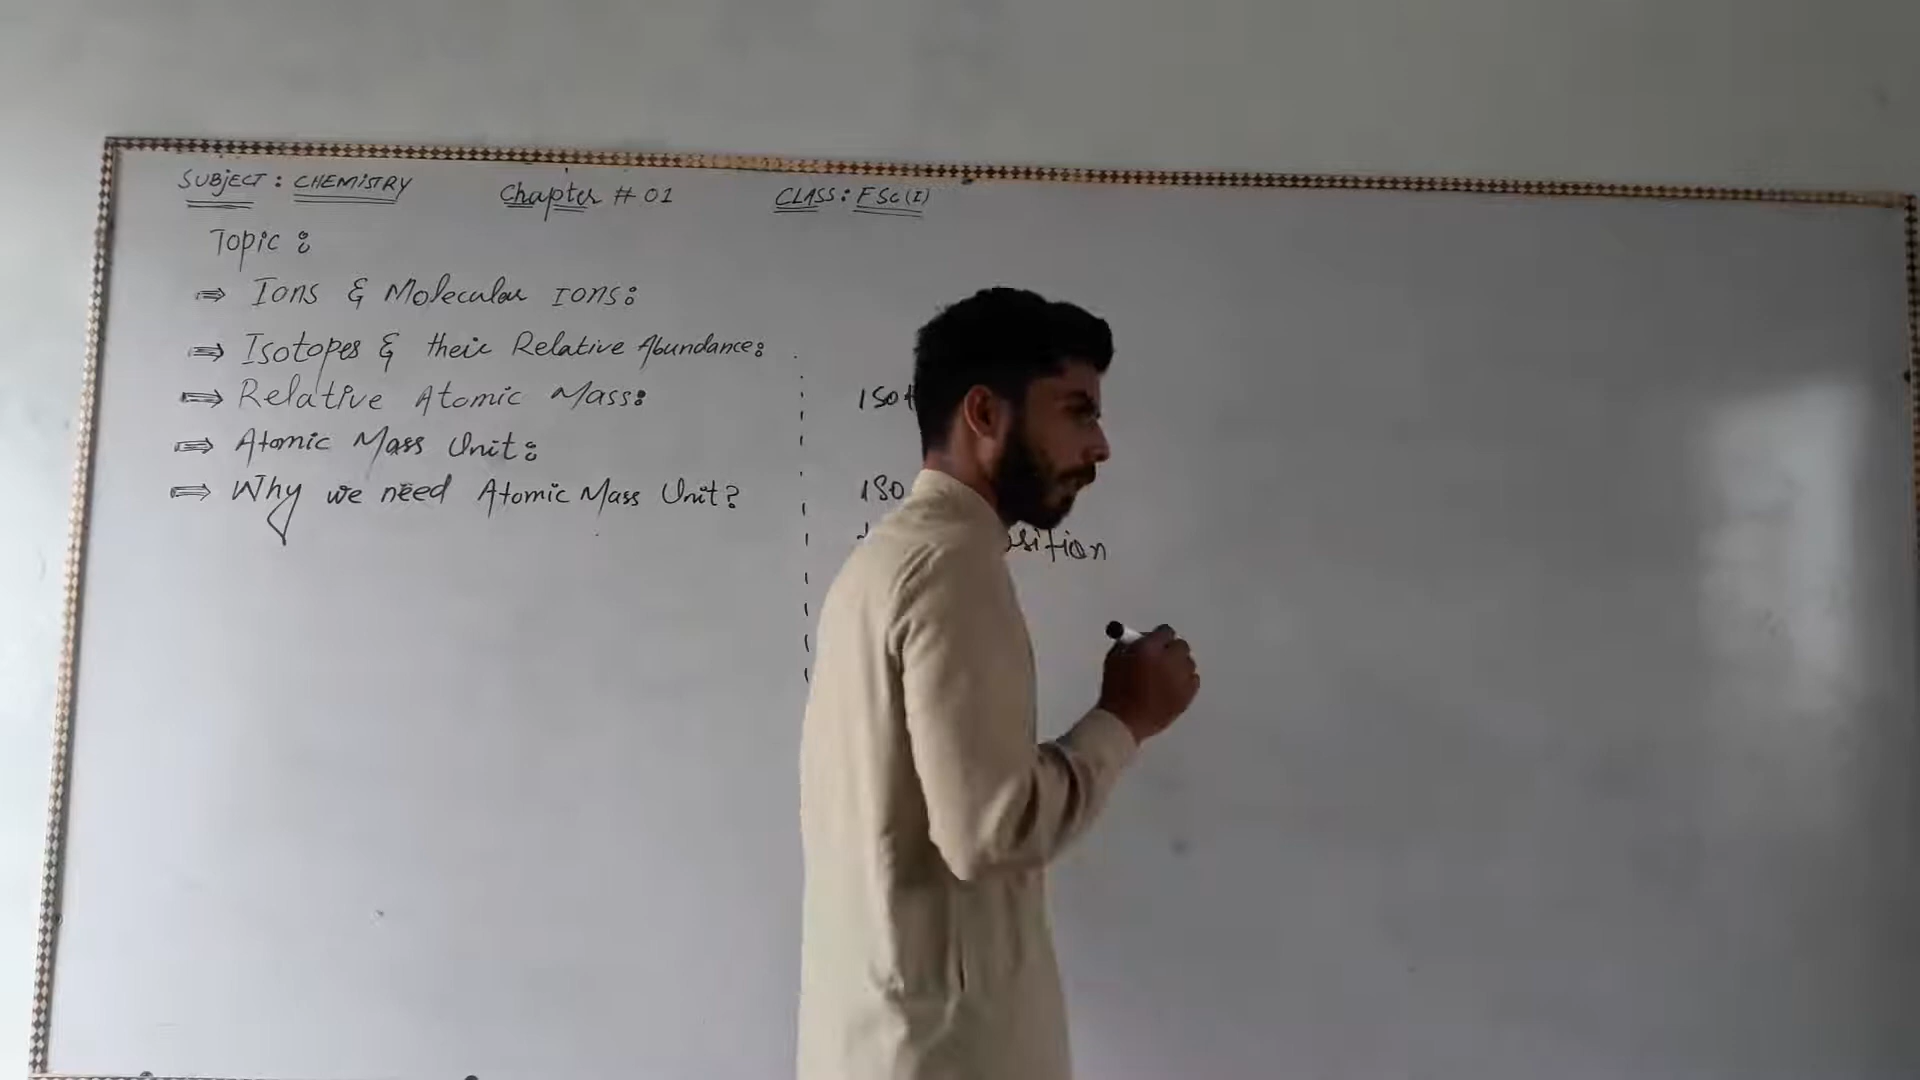 SUBJECT : CHEMISTRY Chapter # 01 CLASS : FSC (I)
Topic :
⇒ Ions & Molecular Ions:
⇒ Isotopes & their Relative Abundance:
⇒ Relative Atomic Mass:
⇒ Atomic Mass Unit:
⇒ Why we need Atomic Mass Unit?